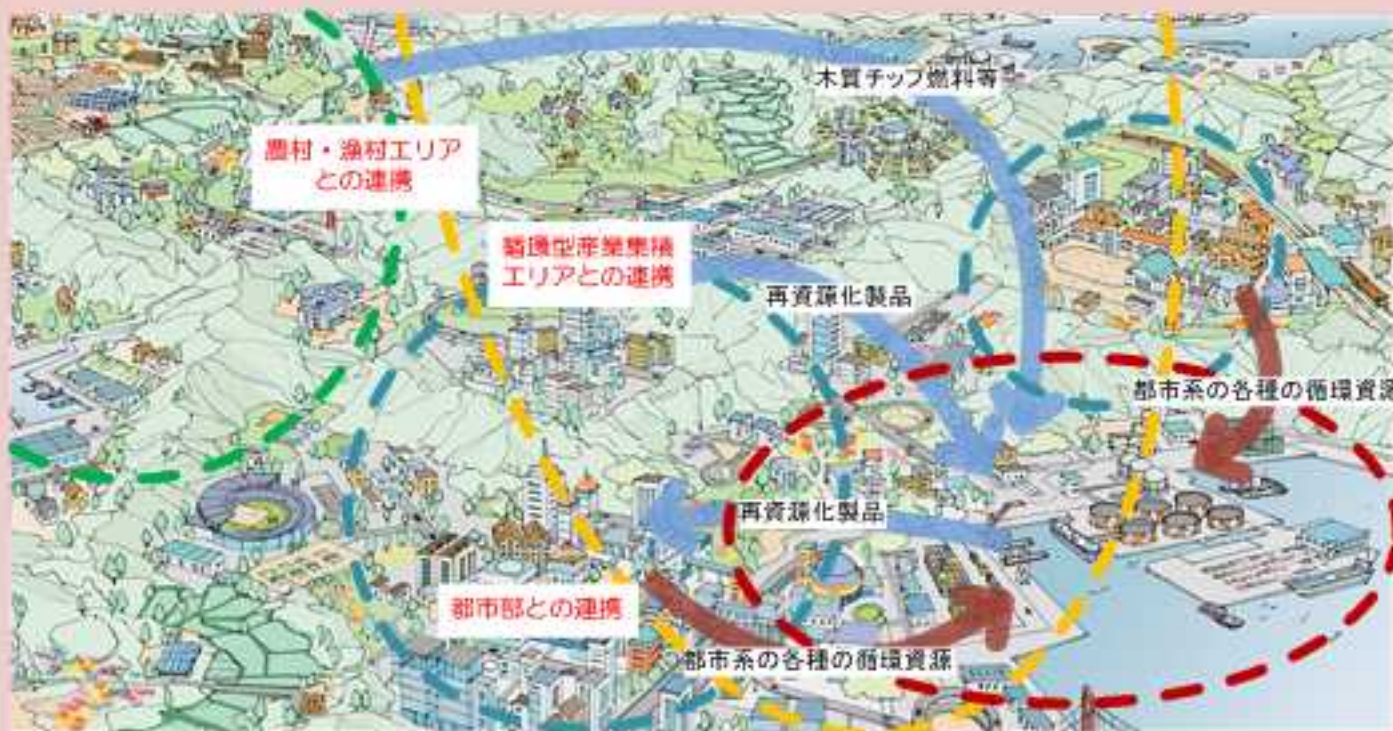 木質チップ燃料等
農村・漁村エリア
との連携
循環型産業集積
エリアとの連携
再資源化製品
都市系の各種の循環資源
再資源化製品
都市部との連携
都市系の各種の循環資源